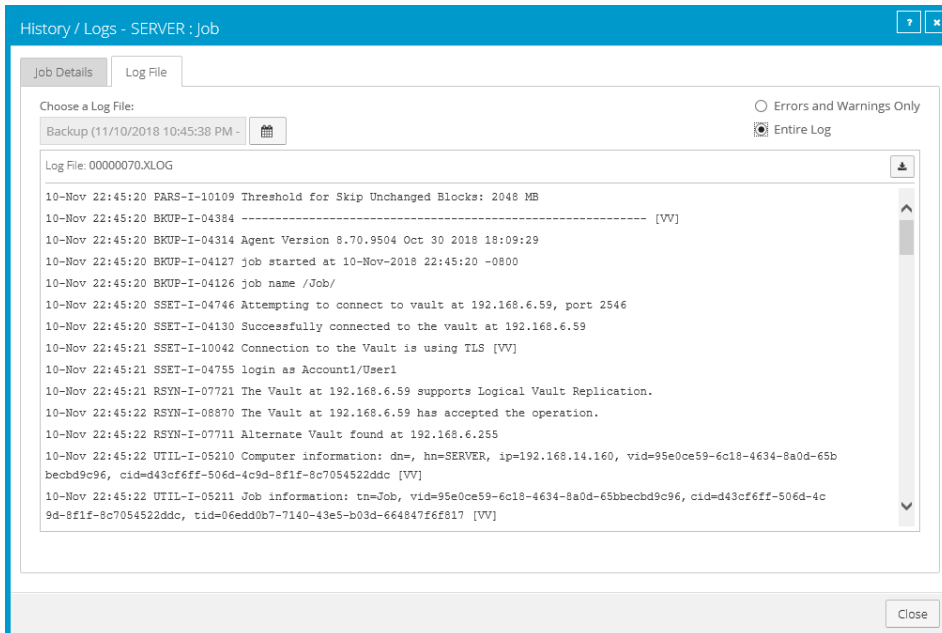 History / Logs - SERVER : Job
Job Details
Log File
Choose a Log File:
Errors and Warnings Only
Backup (11/10/2018 10:45:38 PM -
Entire Log
Log File: 00000070.XLOG
10-Nov 22:45:20 PARS-I-10109 Threshold for Skip Unchanged Blocks: 2048 MB
10-Nov 22:45:20 BKUP-I-04384 ------------------------------------------------------------ [VV]
10-Nov 22:45:20 BKUP-I-04314 Agent Version 8.70.9504 Oct 30 2018 18:09:29
10-Nov 22:45:20 BKUP-I-04127 job started at 10-Nov-2018 22:45:20 -0800
10-Nov 22:45:20 BKUP-I-04126 job name /Job/
10-Nov 22:45:20 SSET-I-04746 Attempting to connect to vault at 192.168.6.59, port 2546
10-Nov 22:45:20 SSET-I-04130 Successfully connected to the vault at 192.168.6.59
10-Nov 22:45:21 SSET-I-10042 Connection to the Vault is using TLS [VV]
10-Nov 22:45:21 SSET-I-04755 login as Account1/User1
10-Nov 22:45:21 RSYN-I-07721 The Vault at 192.168.6.59 supports Logical Vault Replication.
10-Nov 22:45:22 RSYN-I-08870 The Vault at 192.168.6.59 has accepted the operation.
10-Nov 22:45:22 RSYN-I-07711 Alternate Vault found at 192.168.6.255
10-Nov 22:45:22 UTIL-I-05210 Computer information: dn=, hn=SERVER, ip=192.168.14.160, vid=95e0ce59-6c18-4634-8a0d-65b
becbd9c96, cid=d43cf6ff-506d-4c9d-8f1f-8c7054522ddc [VV]
10-Nov 22:45:22 UTIL-I-05211 Job information: tn=Job, vid=95e0ce59-6c18-4634-8a0d-65bbecbd9c96, cid=d43cf6ff-506d-4c
9d-8f1f-8c7054522ddc, tid=06edd0b7-7140-43e5-b03d-664847f6f817 [VV]
Close